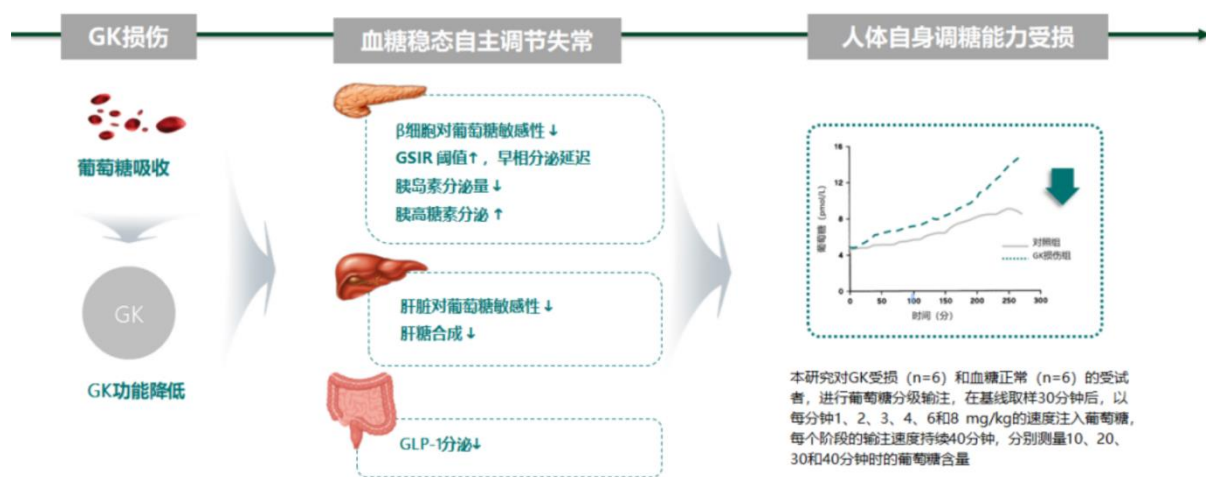 GK损伤
血糖稳态自主调节失常
人体自身调糖能力受损
葡萄糖吸收
GK
GK功能降低
β细胞对葡萄糖敏感性↓
GSIR 阈值↑，早相分泌延迟
胰岛素分泌量↓
胰高糖素分泌↑
肝脏对葡萄糖敏感性↓
肝糖合成↓
GLP-1分泌↓
葡萄糖（pmol/L）
16
12
8
4
0
0 50 100 150 200 250 300
时间（分）
对照组
GK损伤组
本研究对GK受损（n=6）和血糖正常（n=6）的受试
者，进行葡萄糖分级输注，在基线取样30分钟后，以
每分钟1、2、3、4、6和8 mg/kg的速度注入葡萄糖，
每个阶段的输注速度持续40分钟，分别测量10、20、
30和40分钟时的葡萄糖含量